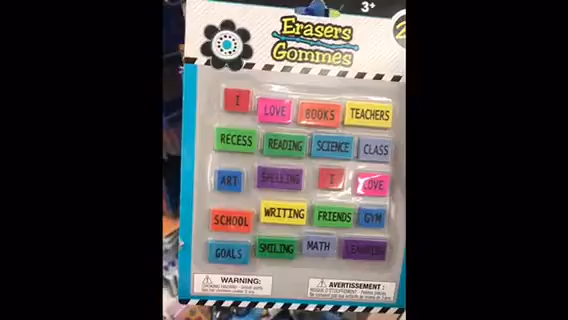 3+
Erasers
Gommes
I LOVE BOOKS TEACHERS
RECESS READING SCIENCE CLASS
ART SPELLING I LOVE
SCHOOL WRITING FRIENDS GYM
GOALS SMILING MATH LEARNING
WARNING:
AVERTISSEMENT :